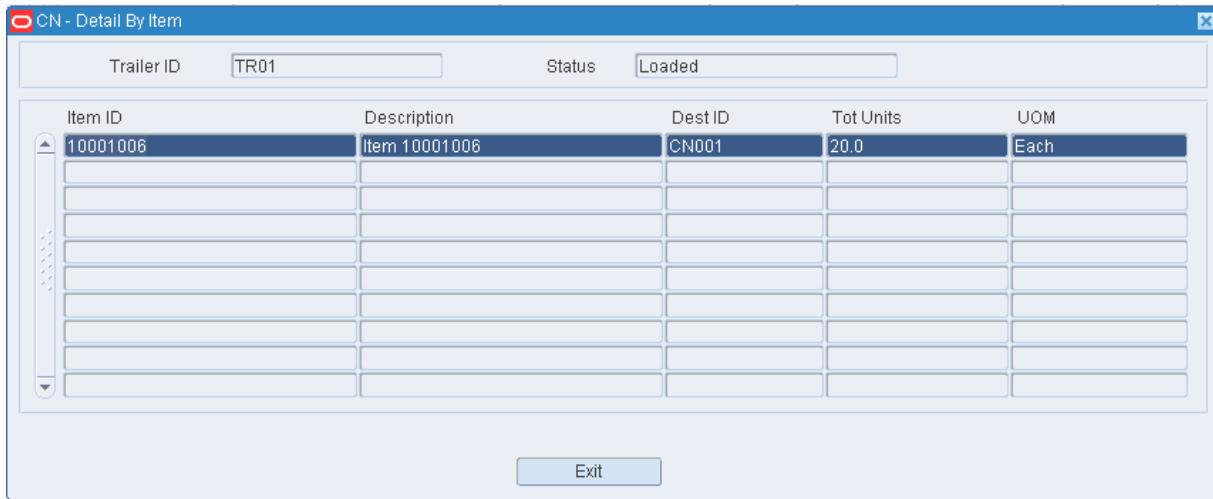 CN - Detail By Item
Trailer ID TR01 Status Loaded
Item ID Description Dest ID Tot Units UOM
10001006 Item 10001006 CN001 20.0 Each
Exit